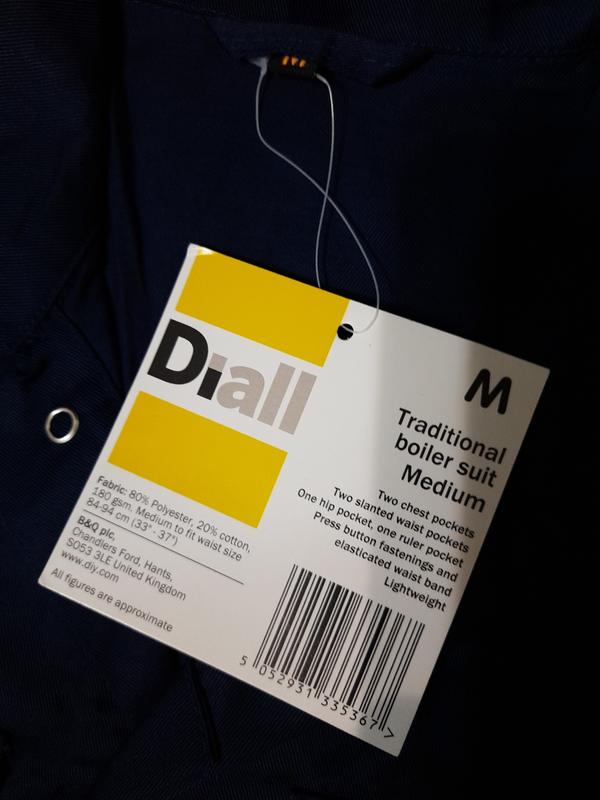 M
Diall
M
Traditional
boiler suit
Medium
Two chest pockets
Two slanted waist pockets
One hip pocket, one ruler pocket
Press button fastenings and
elasticated waist band
Lightweight
Fabric: 80% Polyester, 20% cotton,
180 gsm. Medium to fit waist size
84-94 cm (33" - 37")
B&Q plc,
Chandlers Ford, Hants,
SO53 3LE United Kingdom
www.diy.com
All figures are approximate
5 052931 335367 >